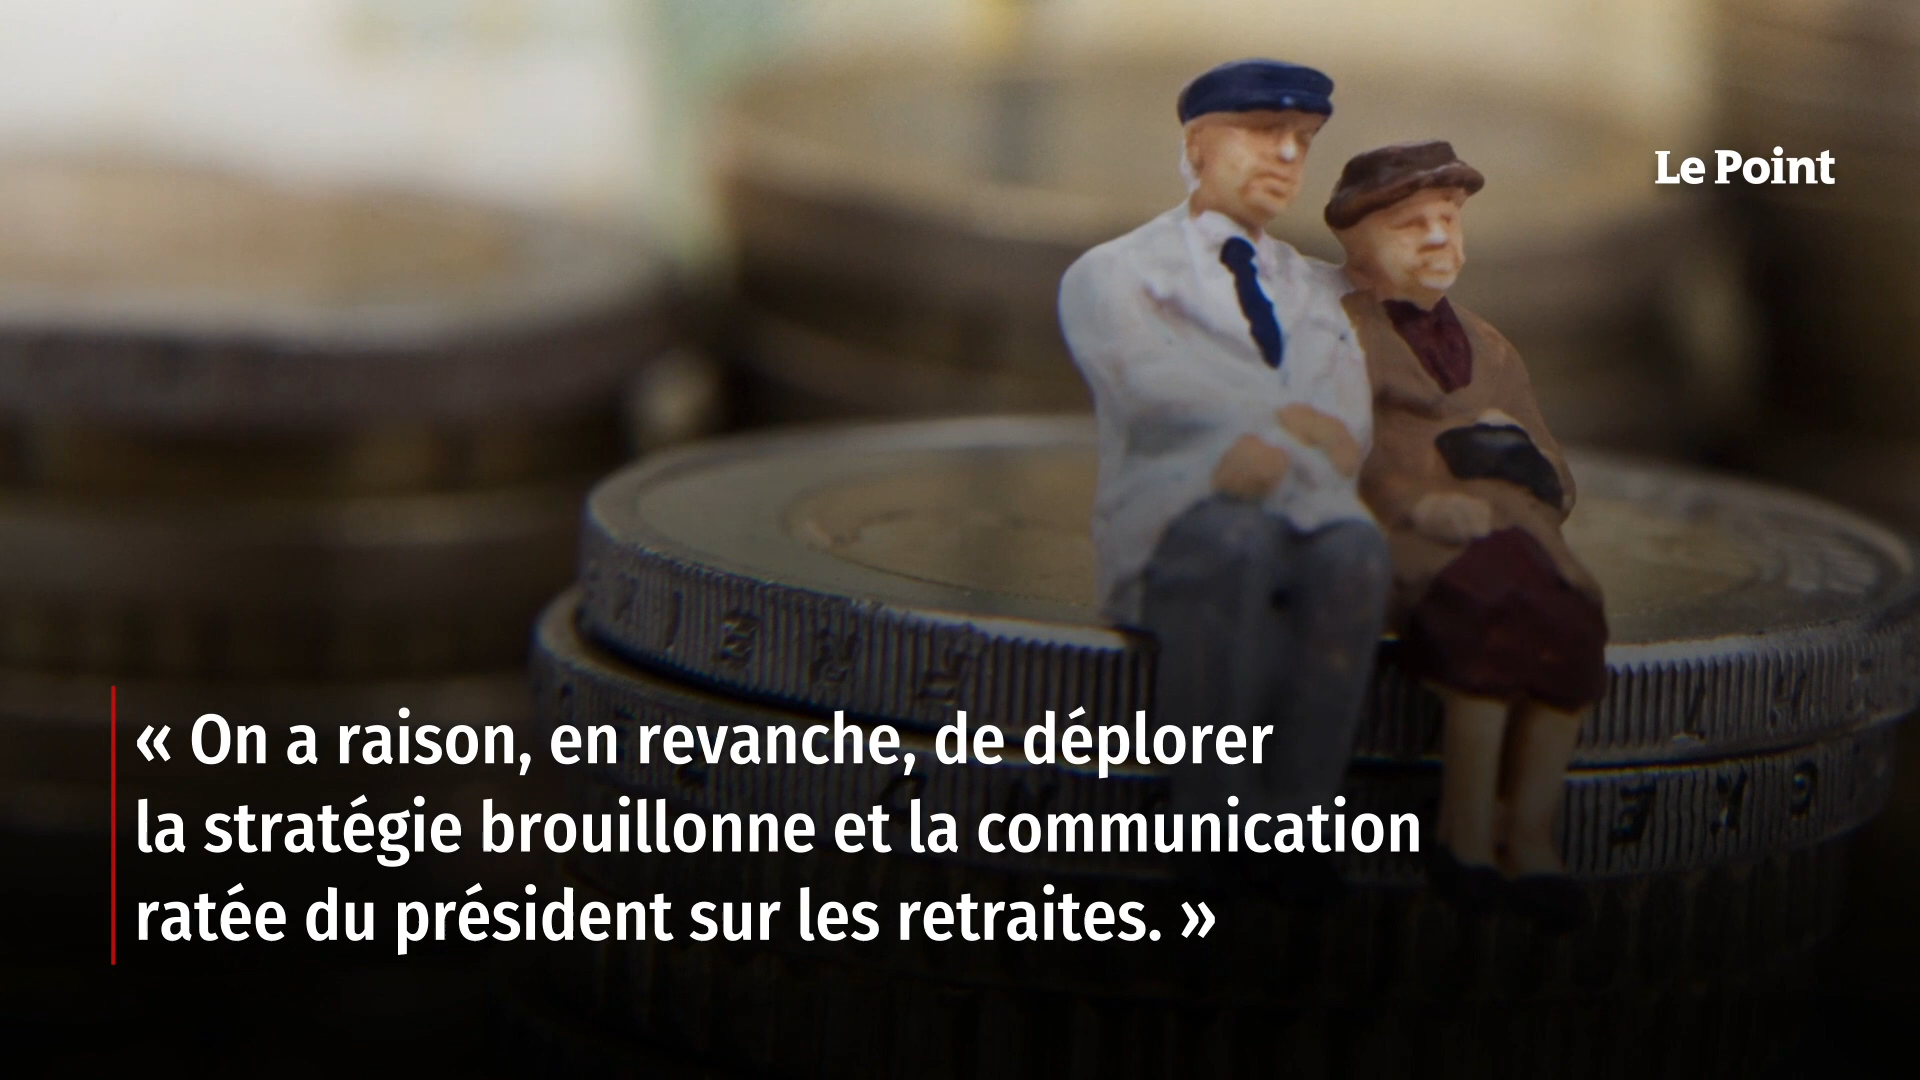 Le Point
« On a raison, en revanche, de déplorer
la stratégie brouillonne et la communication
ratée du président sur les retraites. »